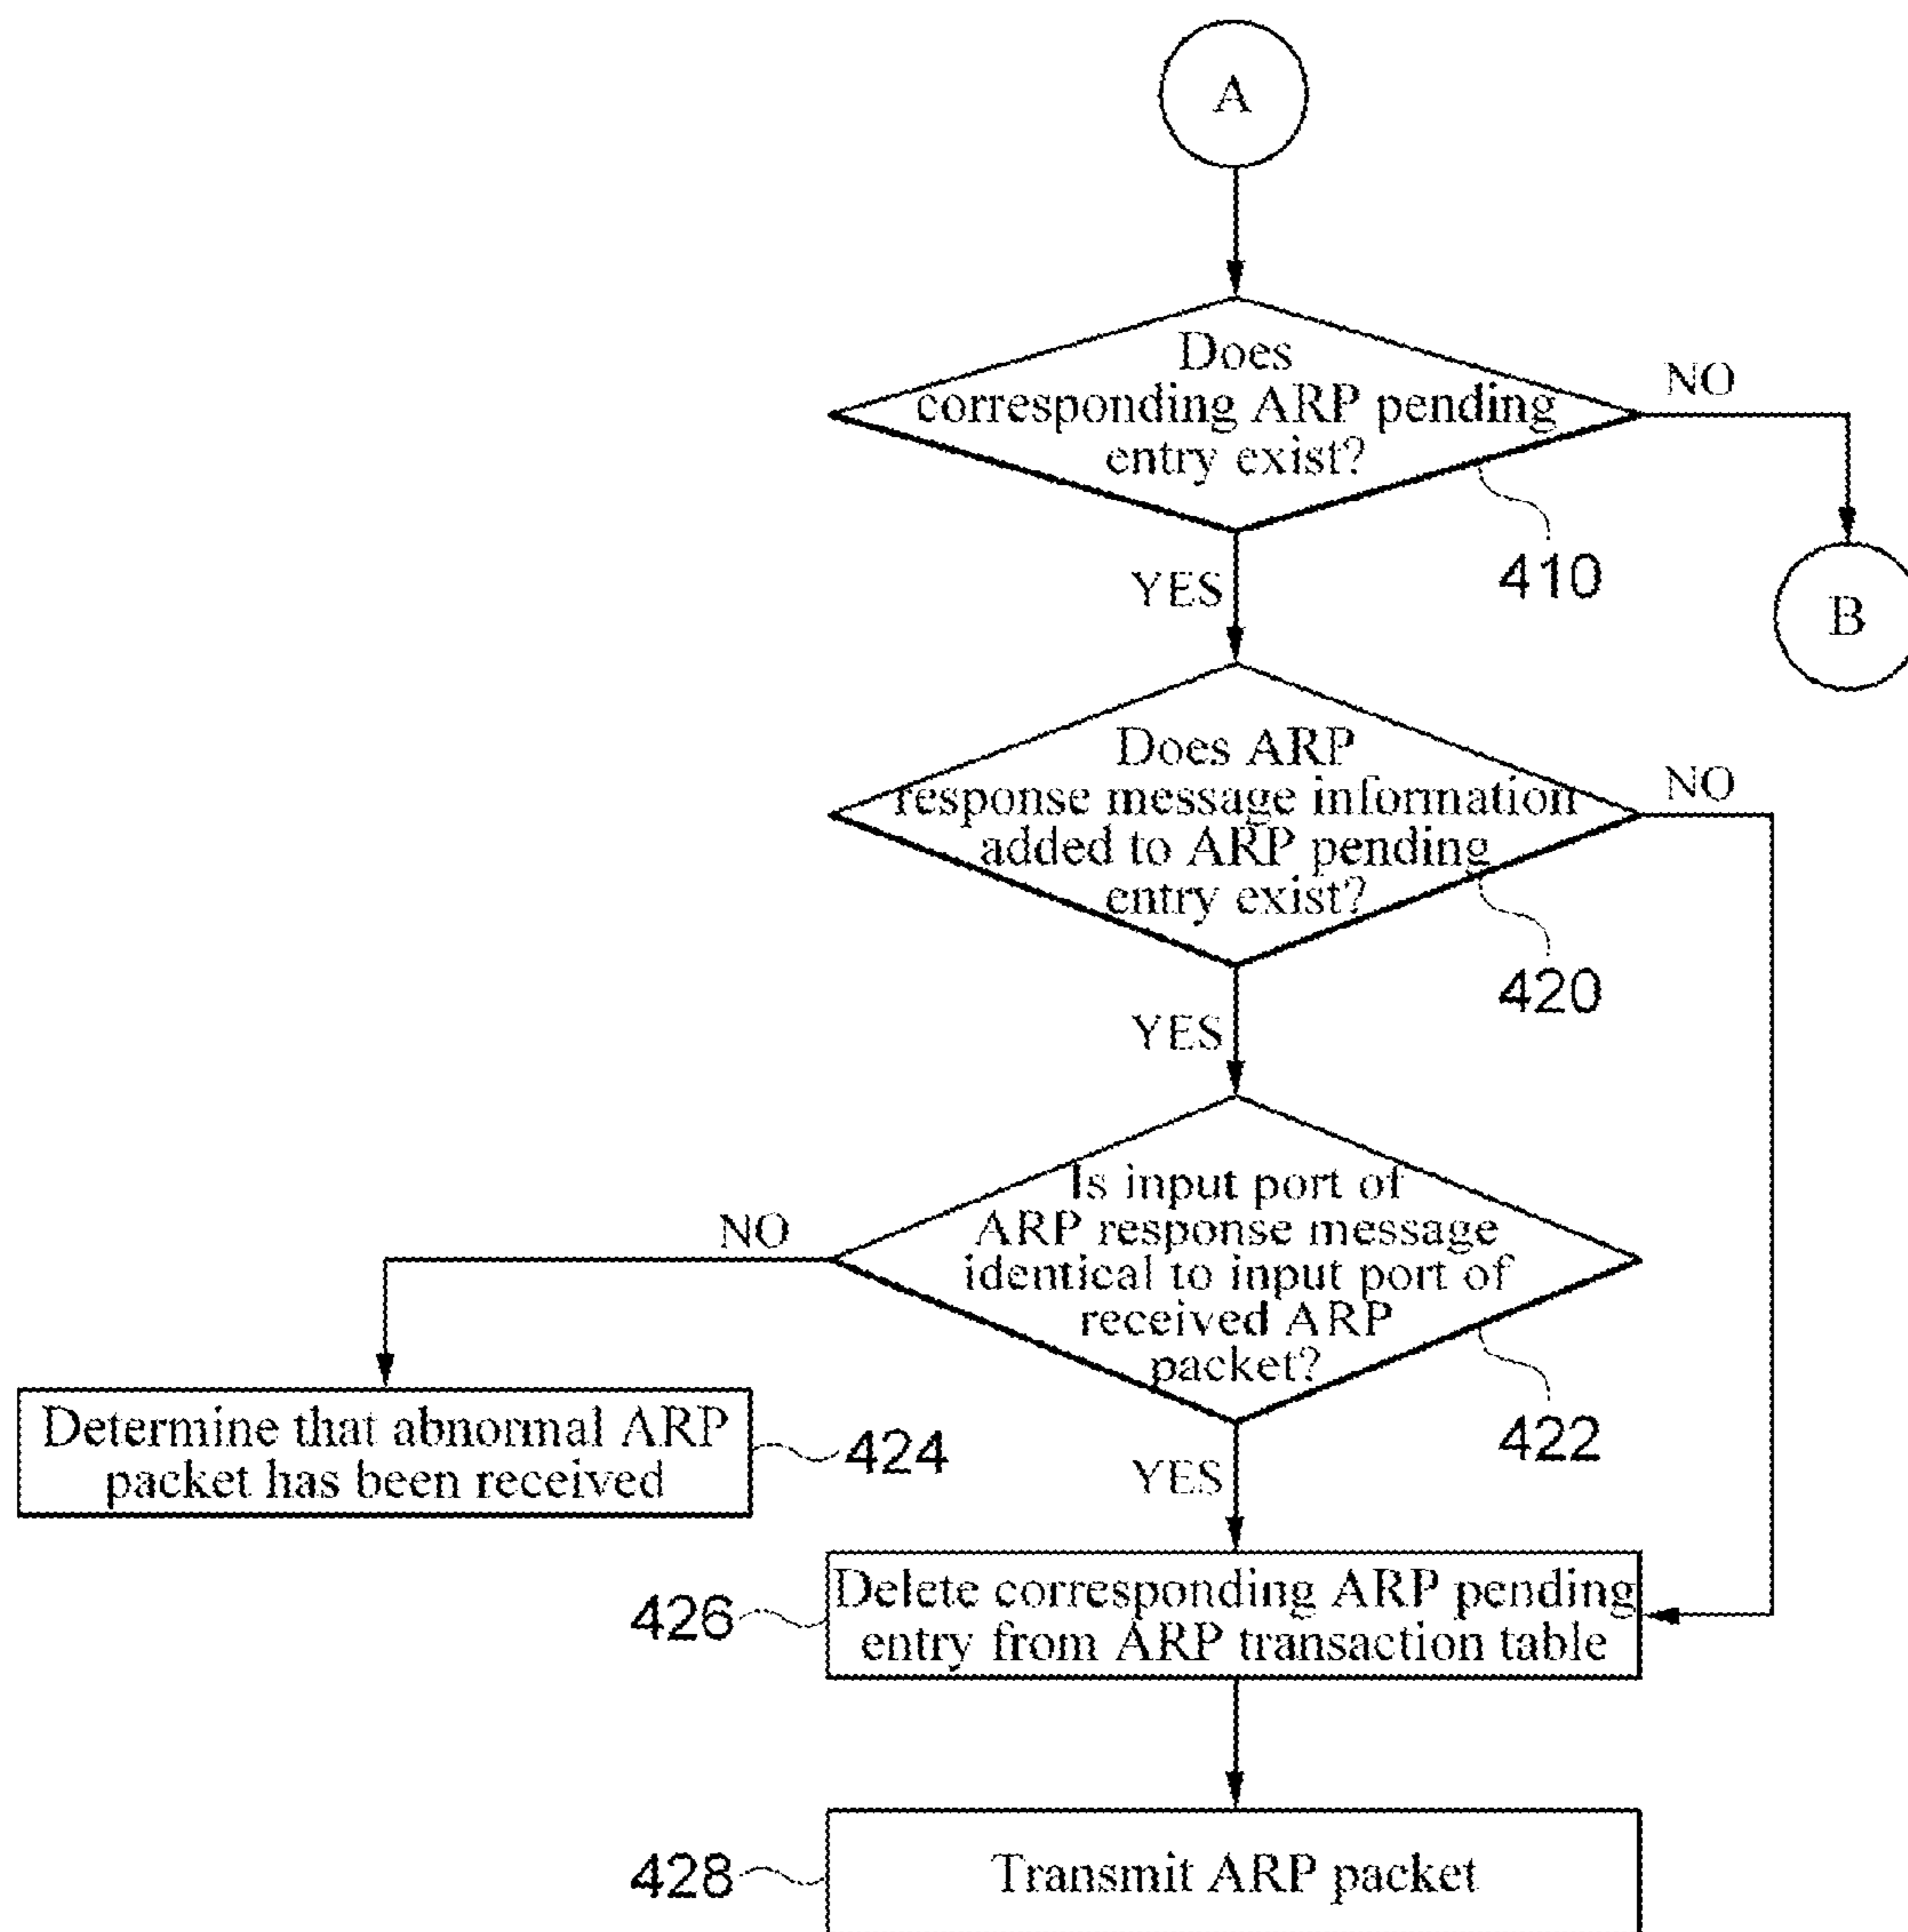 A
Does
corresponding ARP pending
entry exist?
NO
410
YES
B
Does ARP
response message information
added to ARP pending
entry exist?
NO
420
YES
Is input port of
ARP response message
identical to input port of
received ARP
packet?
NO
422
Determine that abnormal ARP
packet has been received
424
YES
Delete corresponding ARP pending
entry from ARP transaction table
426
Transmit ARP packet
428